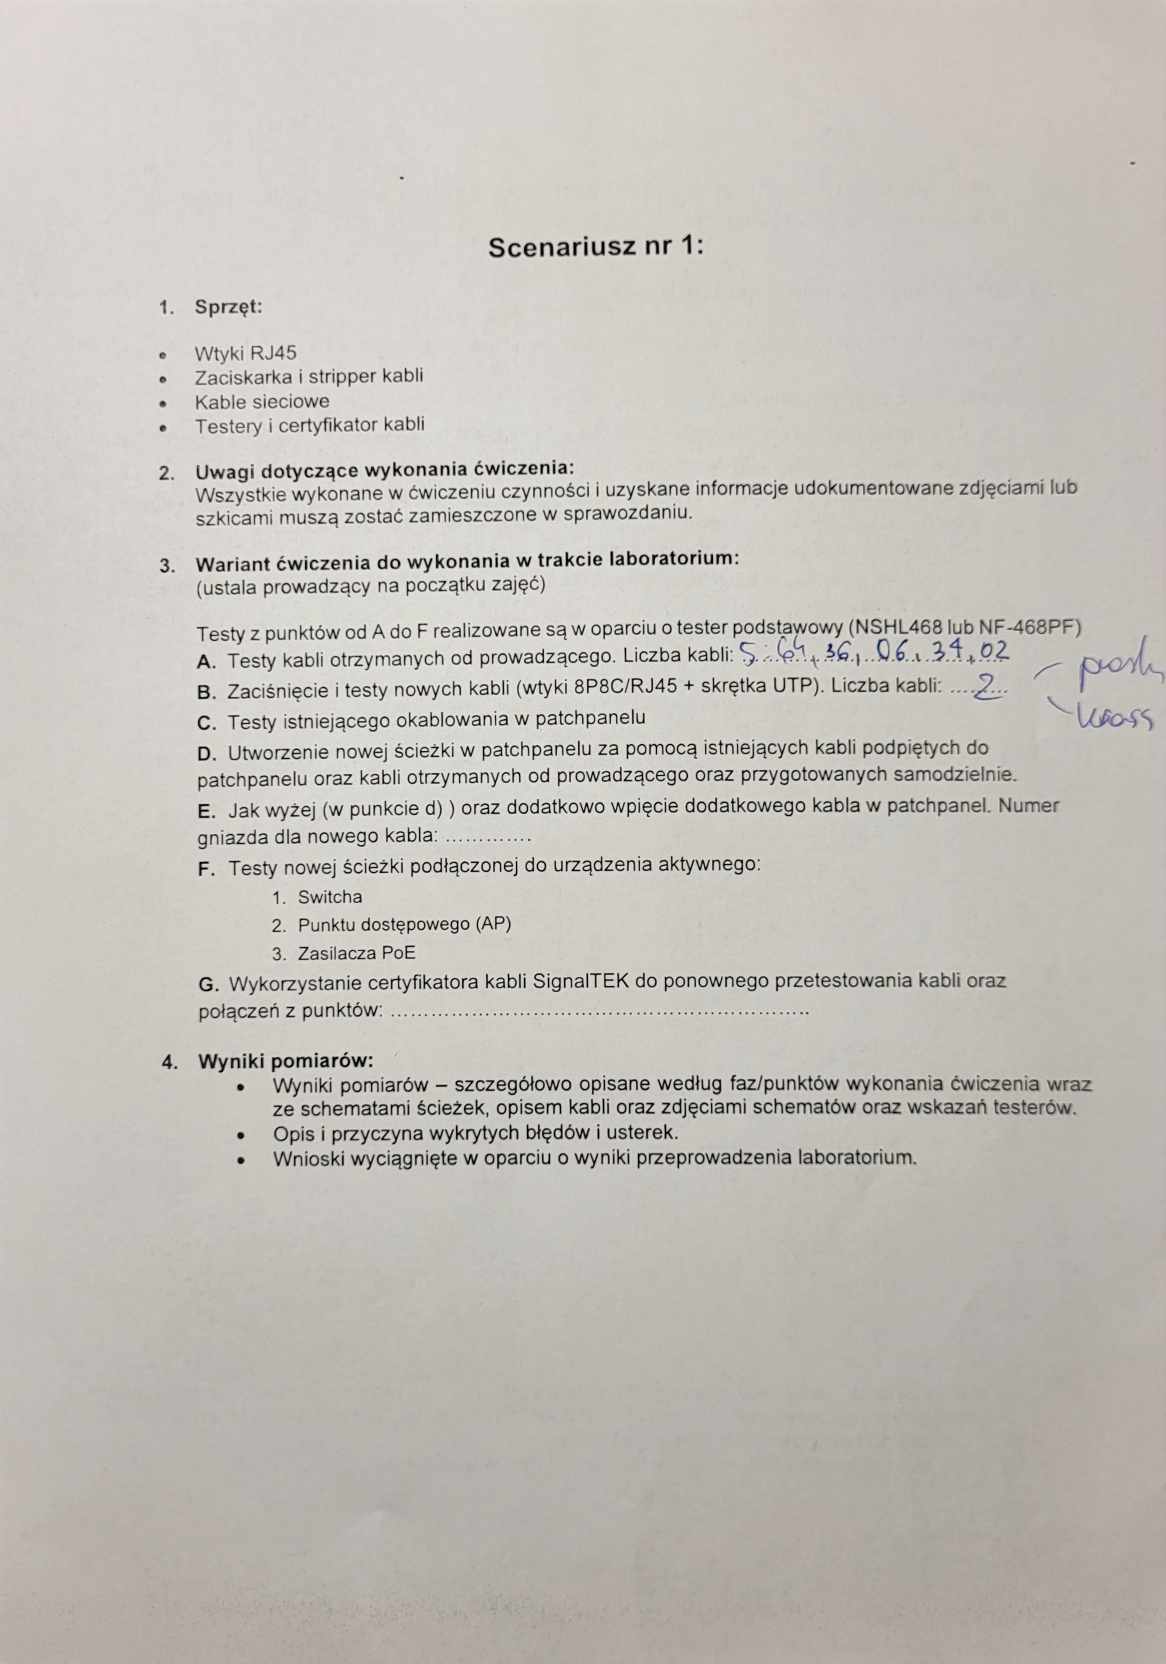 Scenariusz nr 1:
1. Sprzęt:
• Wtyki RJ45
• Zaciskarka i stripper kabli
• Kable sieciowe
• Testery i certyfikator kabli
2. Uwagi dotyczące wykonania ćwiczenia:
Wszystkie wykonane w ćwiczeniu czynności i uzyskane informacje udokumentowane zdjęciami lub
szkicami muszą zostać zamieszczone w sprawozdaniu.
3. Wariant ćwiczenia do wykonania w trakcie laboratorium:
(ustala prowadzący na początku zajęć)
Testy z punktów od A do F realizowane są w oparciu o tester podstawowy (NSHL468 lub NF-468PF)
A. Testy kabli otrzymanych od prowadzącego. Liczba kabli: 5: 64, 36, 06, 34, 02
B. Zaciśnięcie i testy nowych kabli (wtyki 8P8C/RJ45 + skrętka UTP). Liczba kabli: ....2...
C. Testy istniejącego okablowania w patchpanelu
D. Utworzenie nowej ścieżki w patchpanelu za pomocą istniejących kabli podpiętych do
patchpanelu oraz kabli otrzymanych od prowadzącego oraz przygotowanych samodzielnie.
E. Jak wyżej (w punkcie d) ) oraz dodatkowo wpięcie dodatkowego kabla w patchpanel. Numer
gniazda dla nowego kabla: .............
F. Testy nowej ścieżki podłączonej do urządzenia aktywnego:
1. Switcha
2. Punktu dostępowego (AP)
3. Zasilacza PoE
G. Wykorzystanie certyfikatora kabli SignalTEK do ponownego przetestowania kabli oraz
połączeń z punktów: ..............................................................
4. Wyniki pomiarów:
• Wyniki pomiarów – szczegółowo opisane według faz/punktów wykonania ćwiczenia wraz
ze schematami ścieżek, opisem kabli oraz zdjęciami schematów oraz wskazań testerów.
• Opis i przyczyna wykrytych błędów i usterek.
• Wnioski wyciągnięte w oparciu o wyniki przeprowadzenia laboratorium.